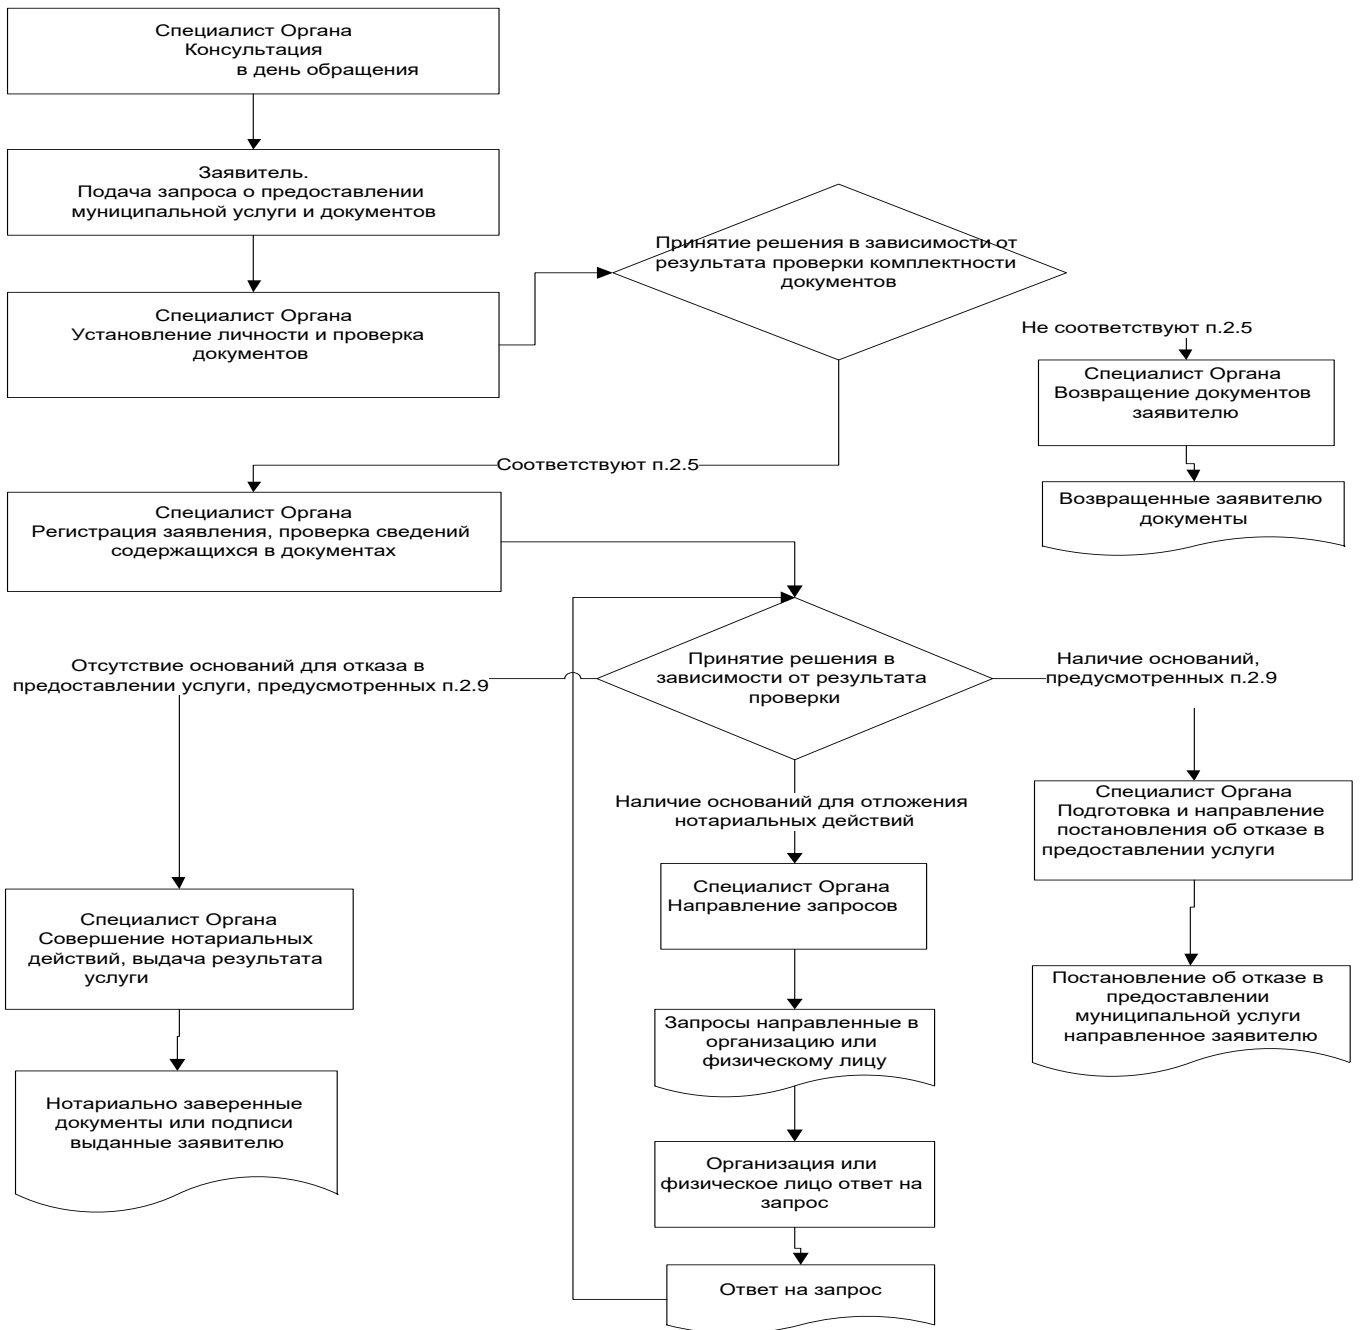 Специалист Органа
Консультация
в день обращения
Заявитель.
Подача запроса о предоставлении
муниципальной услуги и документов
Принятие решения в зависимости от
результата проверки комплектности
документов
Специалист Органа
Установление личности и проверка
документов
Не соответствуют п.2.5
Специалист Органа
Возвращение документов
заявителю
Соответствуют п.2.5
Возвращенные заявителю
документы
Специалист Органа
Регистрация заявления, проверка сведений
содержащихся в документах
Отсутствие оснований для отказа в
предоставлении услуги, предусмотренных п.2.9
Принятие решения в
зависимости от результата
проверки
Наличие оснований,
предусмотренных п.2.9
Наличие оснований для отложения
нотариальных действий
Специалист Органа
Подготовка и направление
постановления об отказе в
предоставлении услуги
Специалист Органа
Направление запросов
Специалист Органа
Совершение нотариальных
действий, выдача результата
услуги
Постановление об отказе в
предоставлении
муниципальной услуги
направленное заявителю
Запросы направленные в
организацию или
физическому лицу
Нотариально заверенные
документы или подписи
выданные заявителю
Организация или
физическое лицо ответ на
запрос
Ответ на запрос